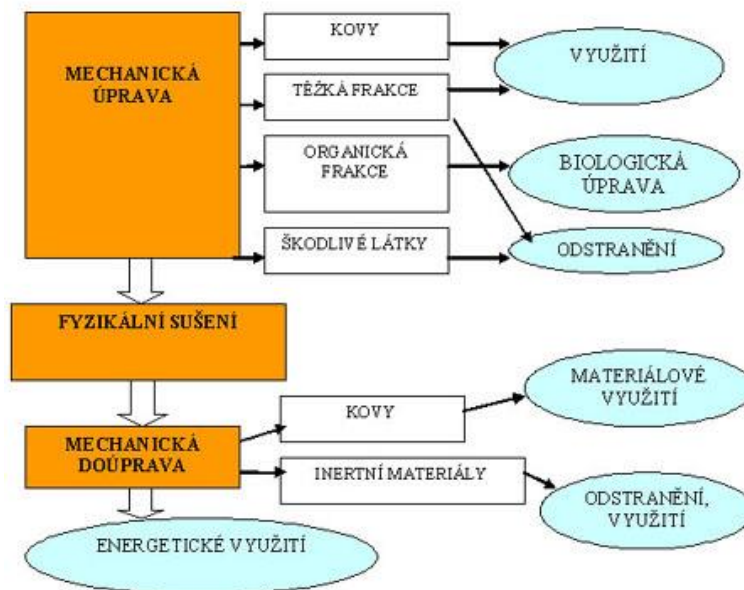 MECHANICKÁ
ÚPRAVA
KOVY
VYUŽITÍ
TĚŽKÁ FRAKCE
ORGANICKÁ
FRAKCE
BIOLOGICKÁ
ÚPRAVA
ŠKODLIVÉ LÁTKY
ODSTRANĚNÍ
FYZIKÁLNÍ SUŠENÍ
MECHANICKÁ
DOÚPRAVA
KOVY
MATERIÁLOVÉ
VYUŽITÍ
INERTNÍ MATERIÁLY
ODSTRANĚNÍ,
VYUŽITÍ
ENERGETICKÉ VYUŽITÍ